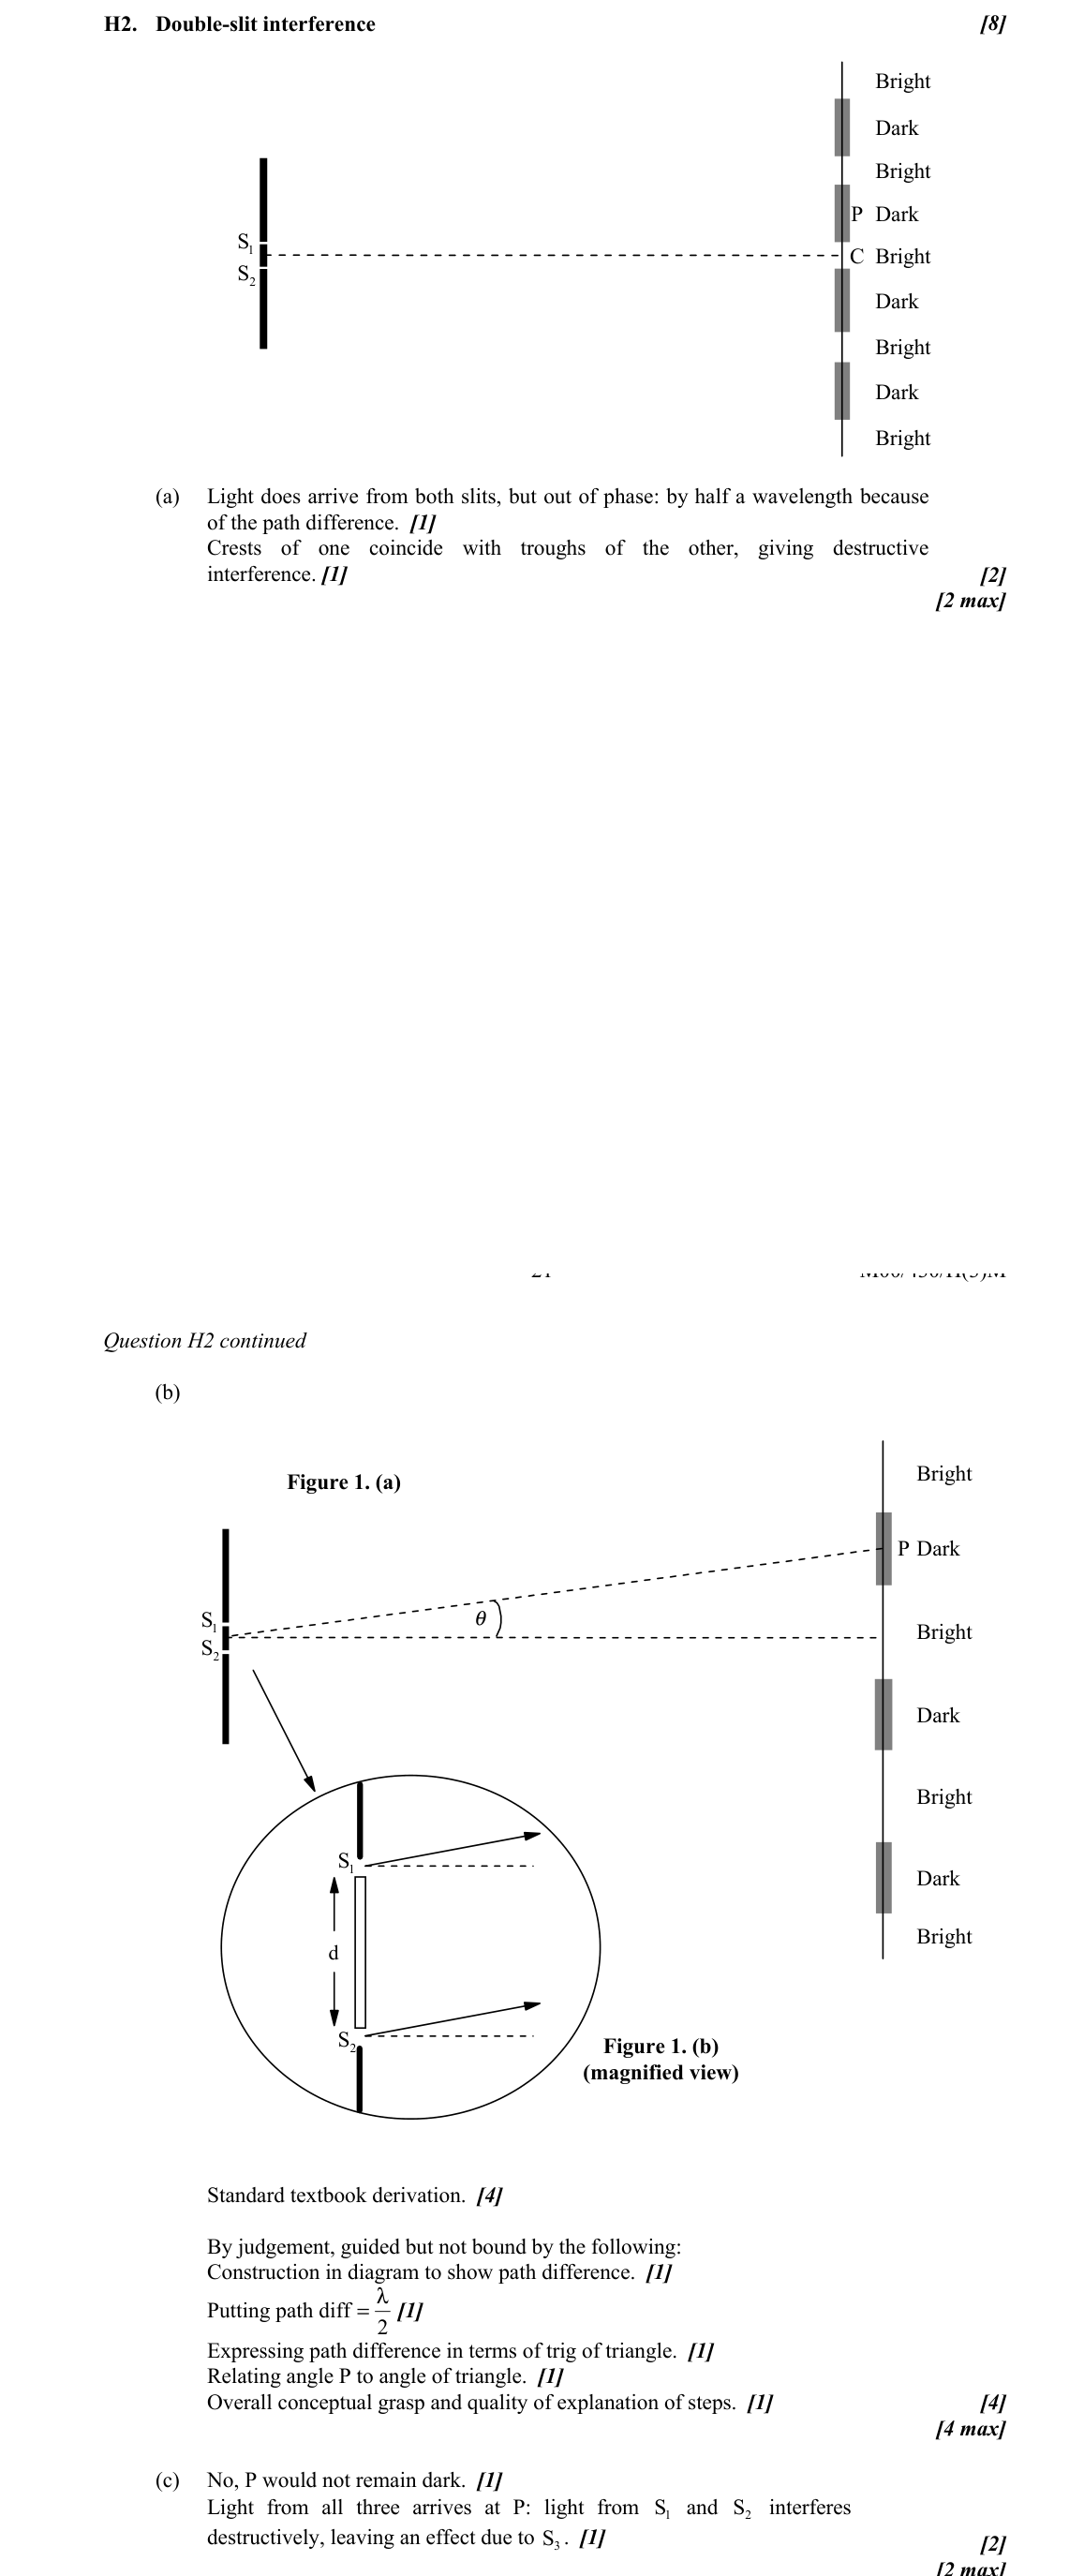 H2. Double-slit interference [8]
Bright
Dark
Bright
P Dark
S1
C Bright
S2
Dark
Bright
Dark
Bright
(a) Light does arrive from both slits, but out of phase: by half a wavelength because
of the path difference. [1]
Crests of one coincide with troughs of the other, giving destructive
interference. [1] [2]
[2 max]
Question H2 continued
(b)
Bright
Figure 1. (a)
P Dark
S1
θ
Bright
S2
Dark
Bright
S1
Dark
Bright
d
S2
Figure 1. (b)
(magnified view)
Standard textbook derivation. [4]
By judgement, guided but not bound by the following:
Construction in diagram to show path difference. [1]
Putting path diff = λ/2 [1]
Expressing path difference in terms of trig of triangle. [1]
Relating angle P to angle of triangle. [1]
Overall conceptual grasp and quality of explanation of steps. [1] [4]
[4 max]
(c) No, P would not remain dark. [1]
Light from all three arrives at P: light from S1 and S2 interferes
destructively, leaving an effect due to S3. [1] [2]
[2 max]